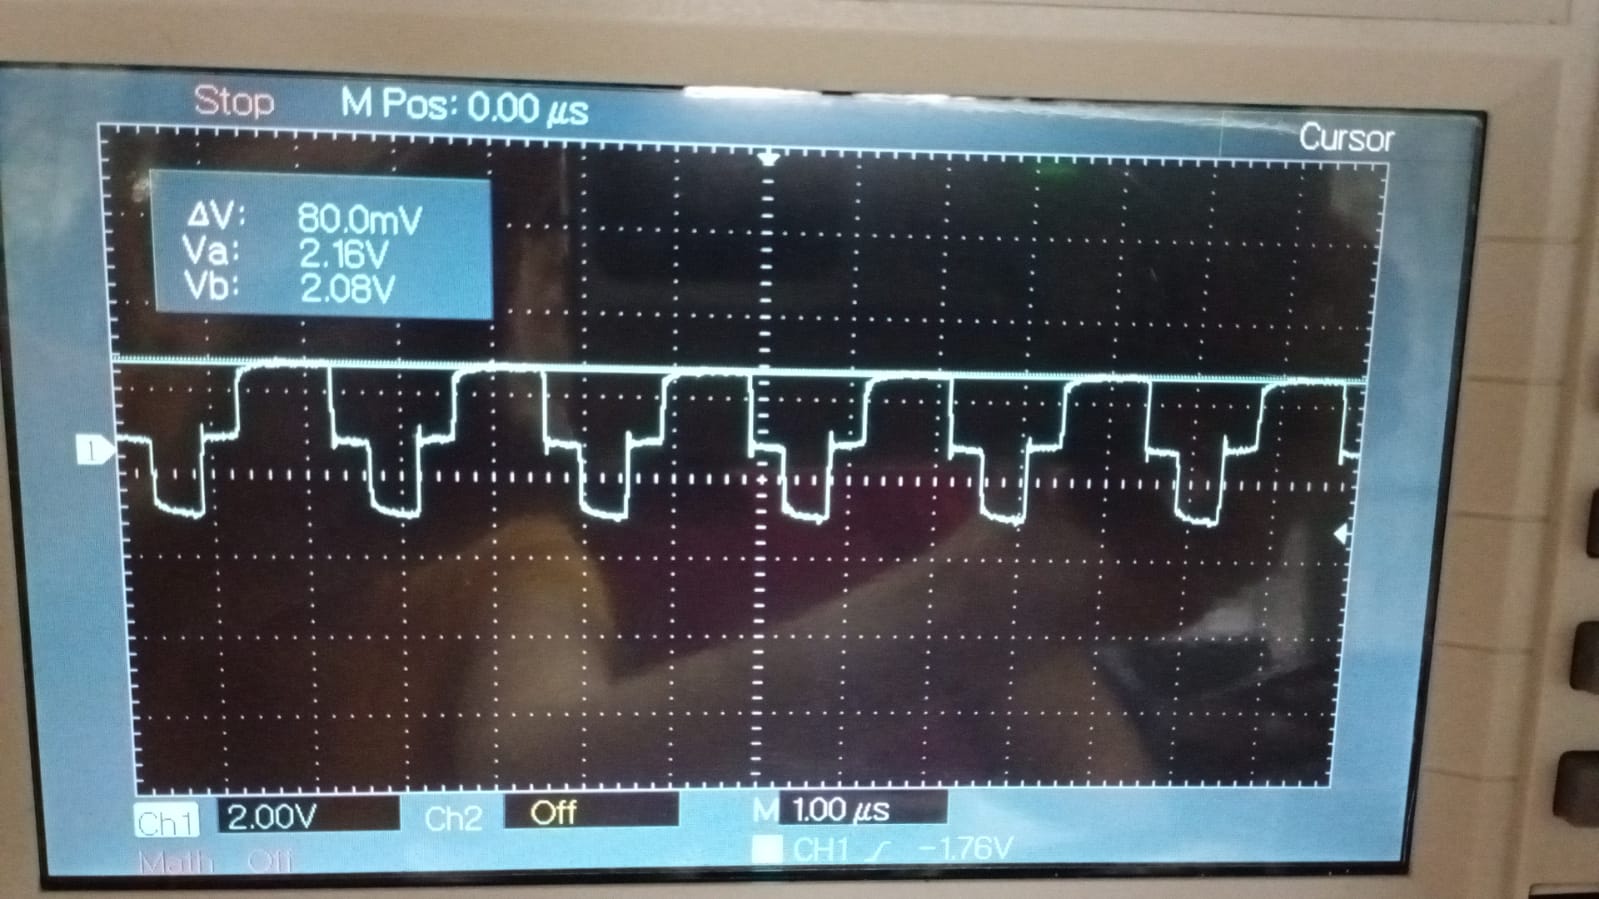 Stop M Pos: 0.00 µs
Cursor
ΔV: 80.0mV
Va: 2.16V
Vb: 2.08V
1
Ch1 2.00V Ch2 Off M 1.00 µs
Math Off CH1 −1.76V